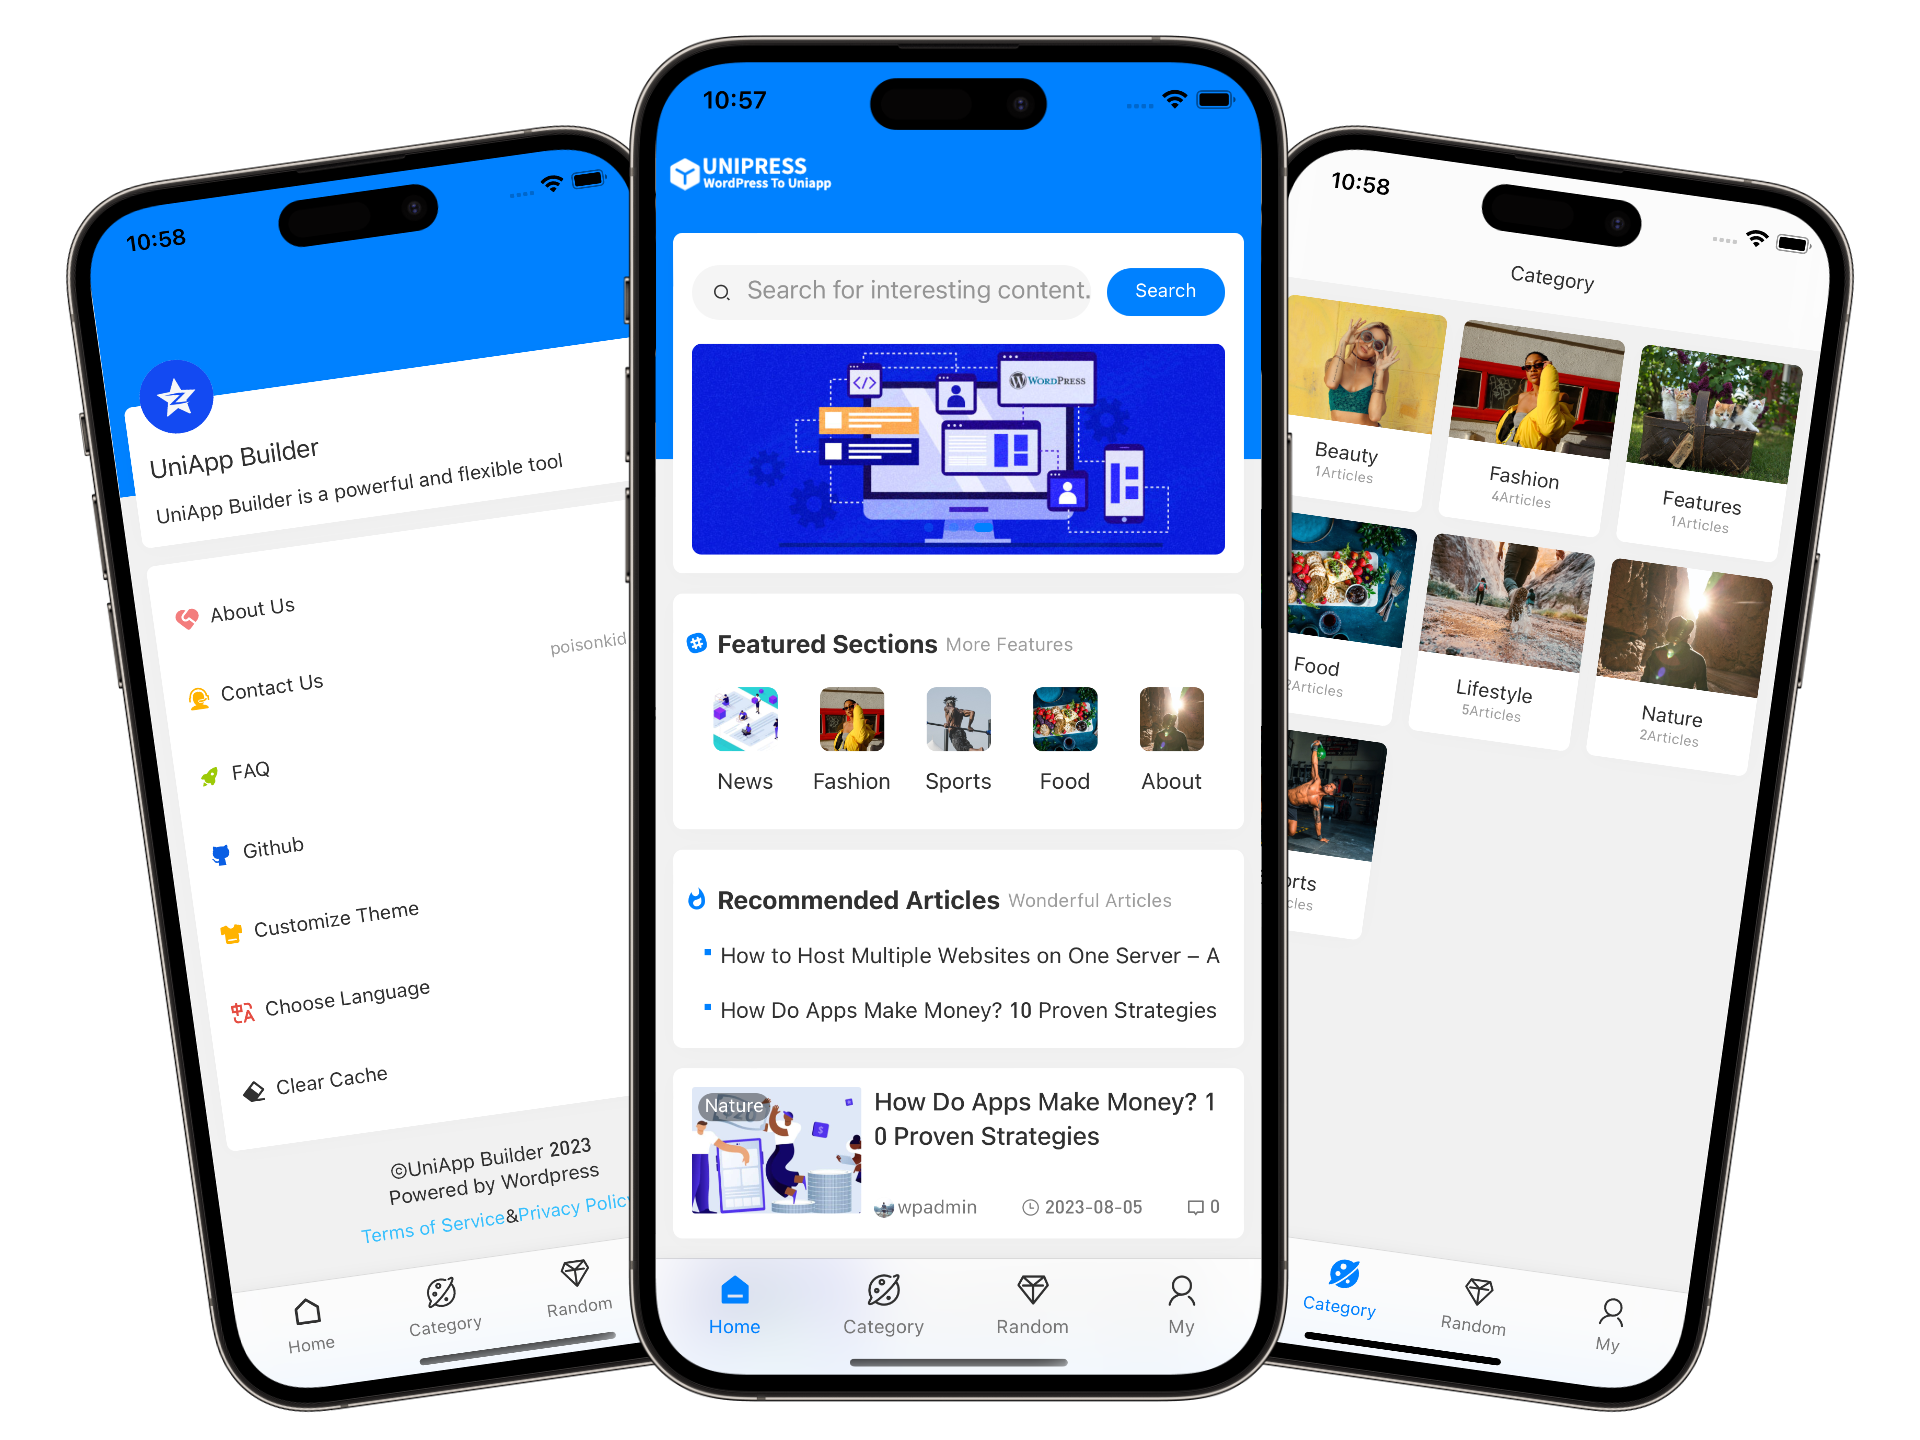 10:58
UniApp Builder
UniApp Builder is a powerful and flexible tool
About Us
poisonkid
Contact Us
FAQ
Github
Customize Theme
Choose Language
Clear Cache
©UniApp Builder 2023
Powered by Wordpress
Terms of Service&Privacy Policy
Home
Category
Random
10:57
UNIPRESS
WordPress To Uniapp
Search for interesting content.
Search
</>
WORDPRESS
Featured Sections More Features
News
Fashion
Sports
Food
About
Recommended Articles Wonderful Articles
How to Host Multiple Websites on One Server – A
How Do Apps Make Money? 10 Proven Strategies
Nature
How Do Apps Make Money? 1
0 Proven Strategies
wpadmin
2023-08-05
0
Home
Category
Random
My
10:58
Category
Beauty
1Articles
Fashion
4Articles
Features
1Articles
Food
2Articles
Lifestyle
5Articles
Nature
2Articles
orts
cles
Category
Random
My